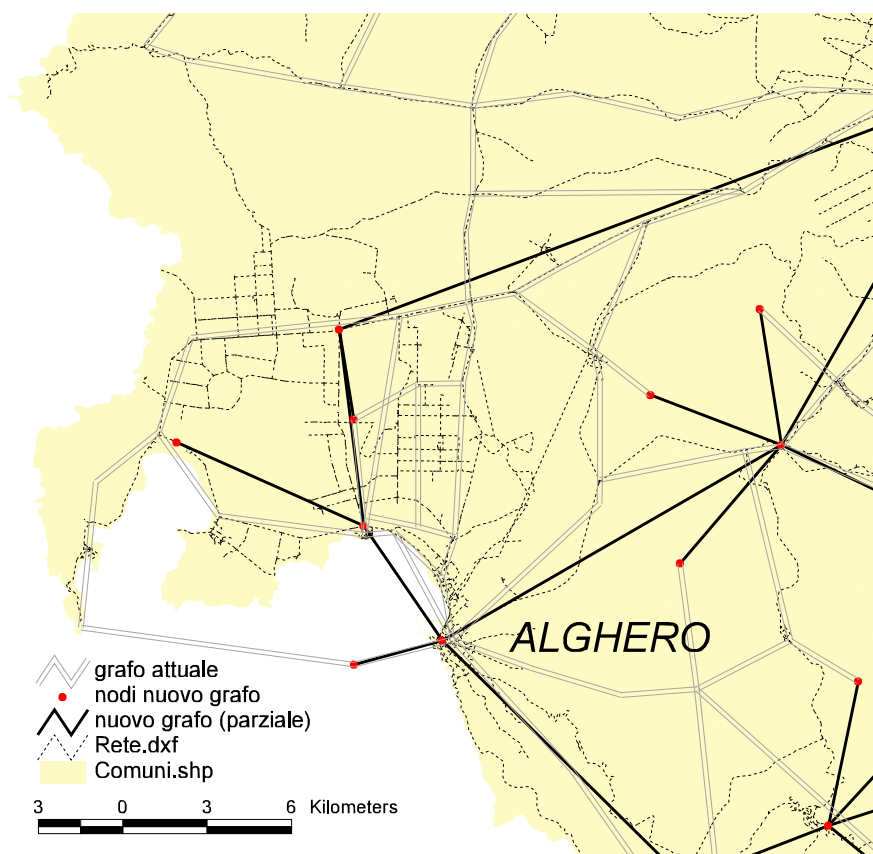 ALGHERO
grafo attuale
nodi nuovo grafo
nuovo grafo (parziale)
Rete.dxf
Comuni.shp
3 0 3 6 Kilometers